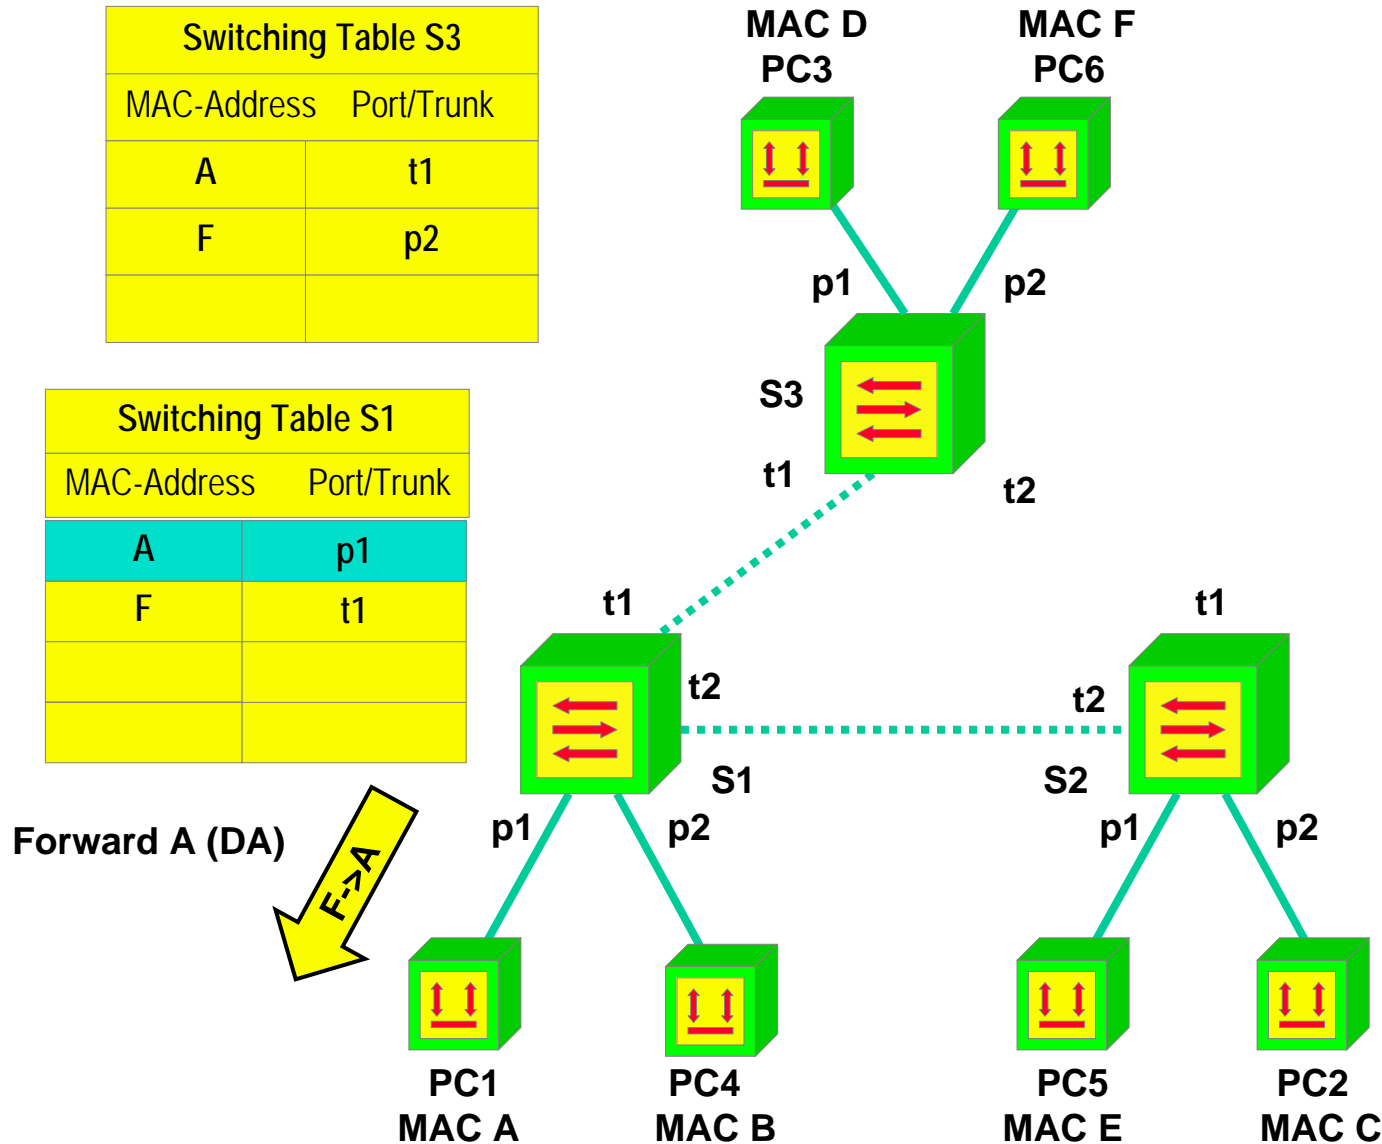 Switching Table S3
MAC-Address Port/Trunk
A t1
F p2
MAC D MAC F
PC3 PC6
p1 p2
S3
t1 t2
Switching Table S1
MAC-Address Port/Trunk
A p1
F t1
t1 t1
t2 t2
S1 S2
p1 p2 p1 p2
Forward A (DA)
F->A
PC1 PC4 PC5 PC2
MAC A MAC B MAC E MAC C